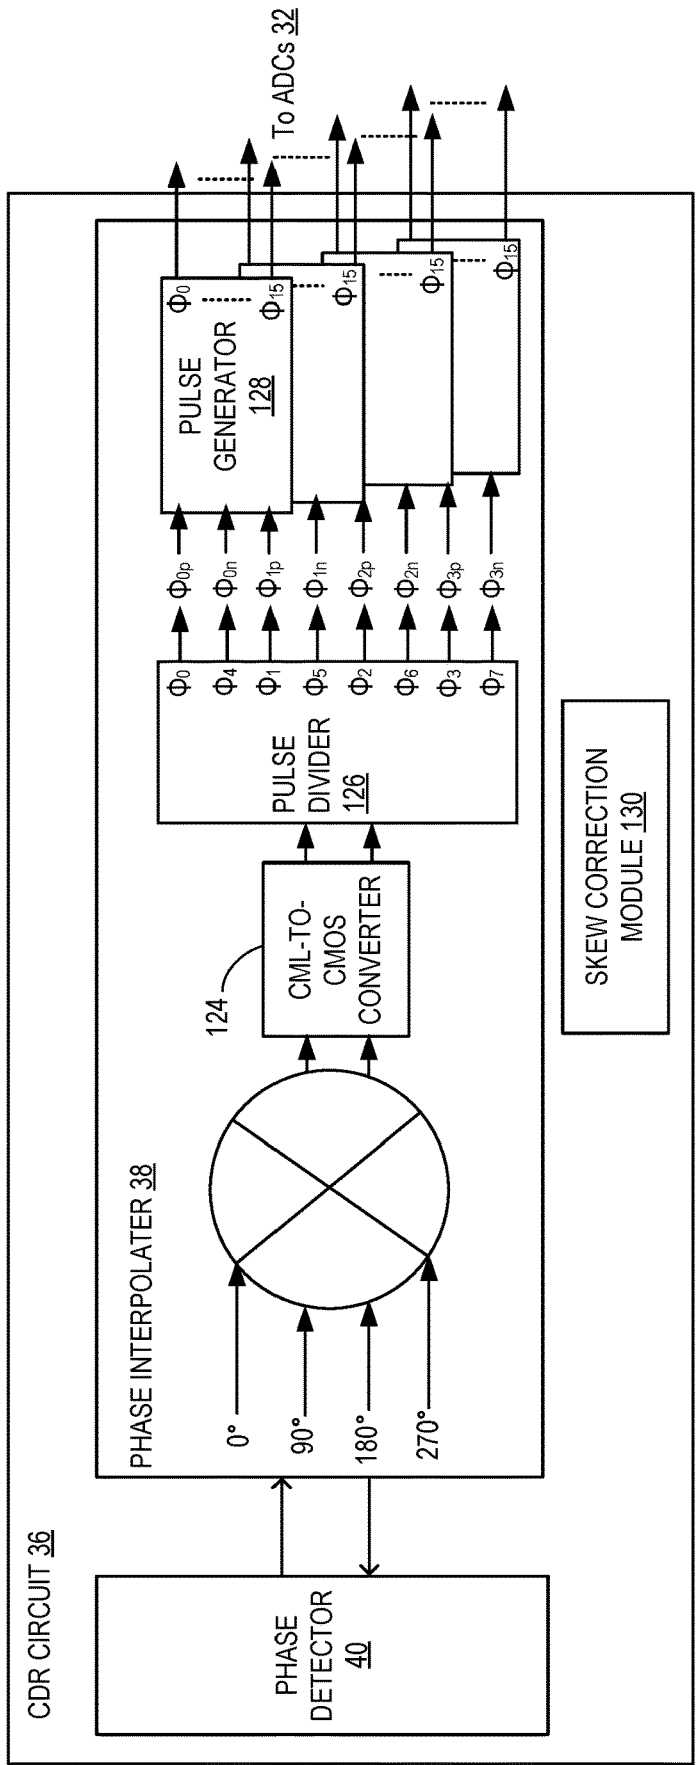 CDR CIRCUIT 36
PHASE
DETECTOR
40
PHASE INTERPOLATER 38
0°
90°
180°
270°
124
CML-TO-
CMOS
CONVERTER
PULSE
DIVIDER
126
Φ0
Φ4
Φ1
Φ5
Φ2
Φ6
Φ3
Φ7
Φ0p
Φ0n
Φ1p
Φ1n
Φ2p
Φ2n
Φ3p
Φ3n
PULSE
GENERATOR
128
Φ0
Φ15
Φ15
Φ15
Φ15
To ADCs 32
SKEW CORRECTION
MODULE 130